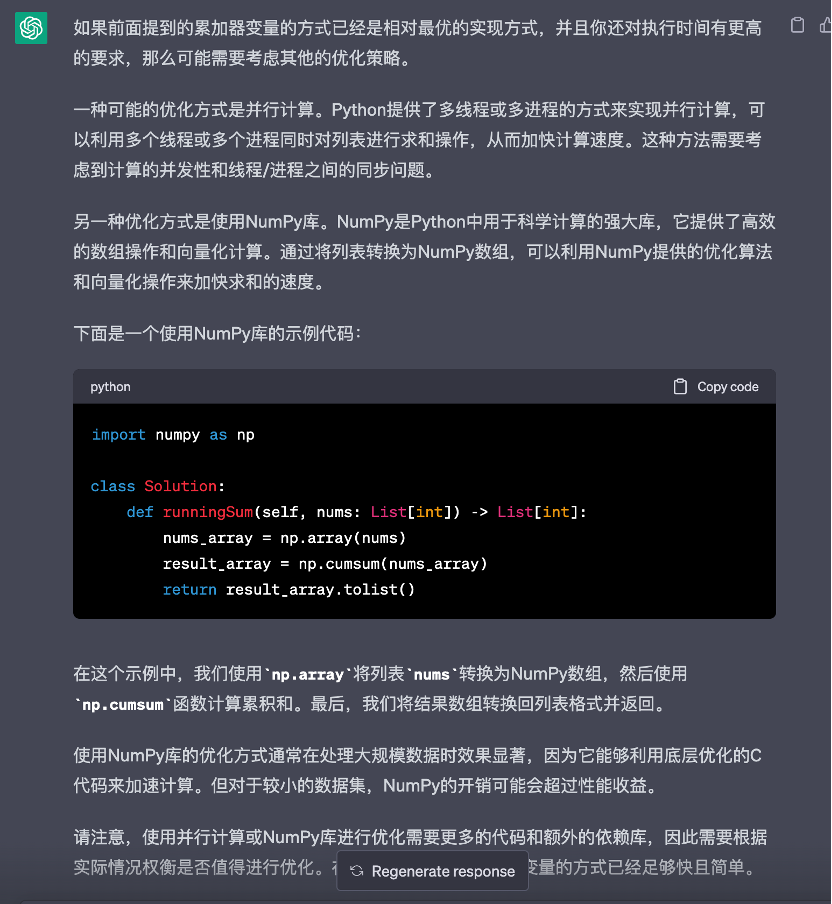 如果前面提到的累加器变量的方式已经是相对最优的实现方式，并且你还对执行时间有更高
的要求，那么可能需要考虑其他的优化策略。
一种可能的优化方式是并行计算。Python提供了多线程或多进程的方式来实现并行计算，可
以利用多个线程或多个进程同时对列表进行求和操作，从而加快计算速度。这种方法需要考
虑到计算的并发性和线程/进程之间的同步问题。
另一种优化方式是使用NumPy库。NumPy是Python中用于科学计算的强大库，它提供了高效
的数组操作和向量化计算。通过将列表转换为NumPy数组，可以利用NumPy提供的优化算法
和向量化操作来加快求和的速度。
下面是一个使用NumPy库的示例代码：
python Copy code
import numpy as np
class Solution:
    def runningSum(self, nums: List[int]) -> List[int]:
        nums_array = np.array(nums)
        result_array = np.cumsum(nums_array)
        return result_array.tolist()
在这个示例中，我们使用`np.array`将列表`nums`转换为NumPy数组，然后使用
`np.cumsum`函数计算累积和。最后，我们将结果数组转换回列表格式并返回。
使用NumPy库的优化方式通常在处理大规模数据时效果显著，因为它能够利用底层优化的C
代码来加速计算。但对于较小的数据集，NumPy的开销可能会超过性能收益。
请注意，使用并行计算或NumPy库进行优化需要更多的代码和额外的依赖库，因此需要根据
实际情况权衡是否值得进行优化。 Regenerate response 变量的方式已经足够快且简单。